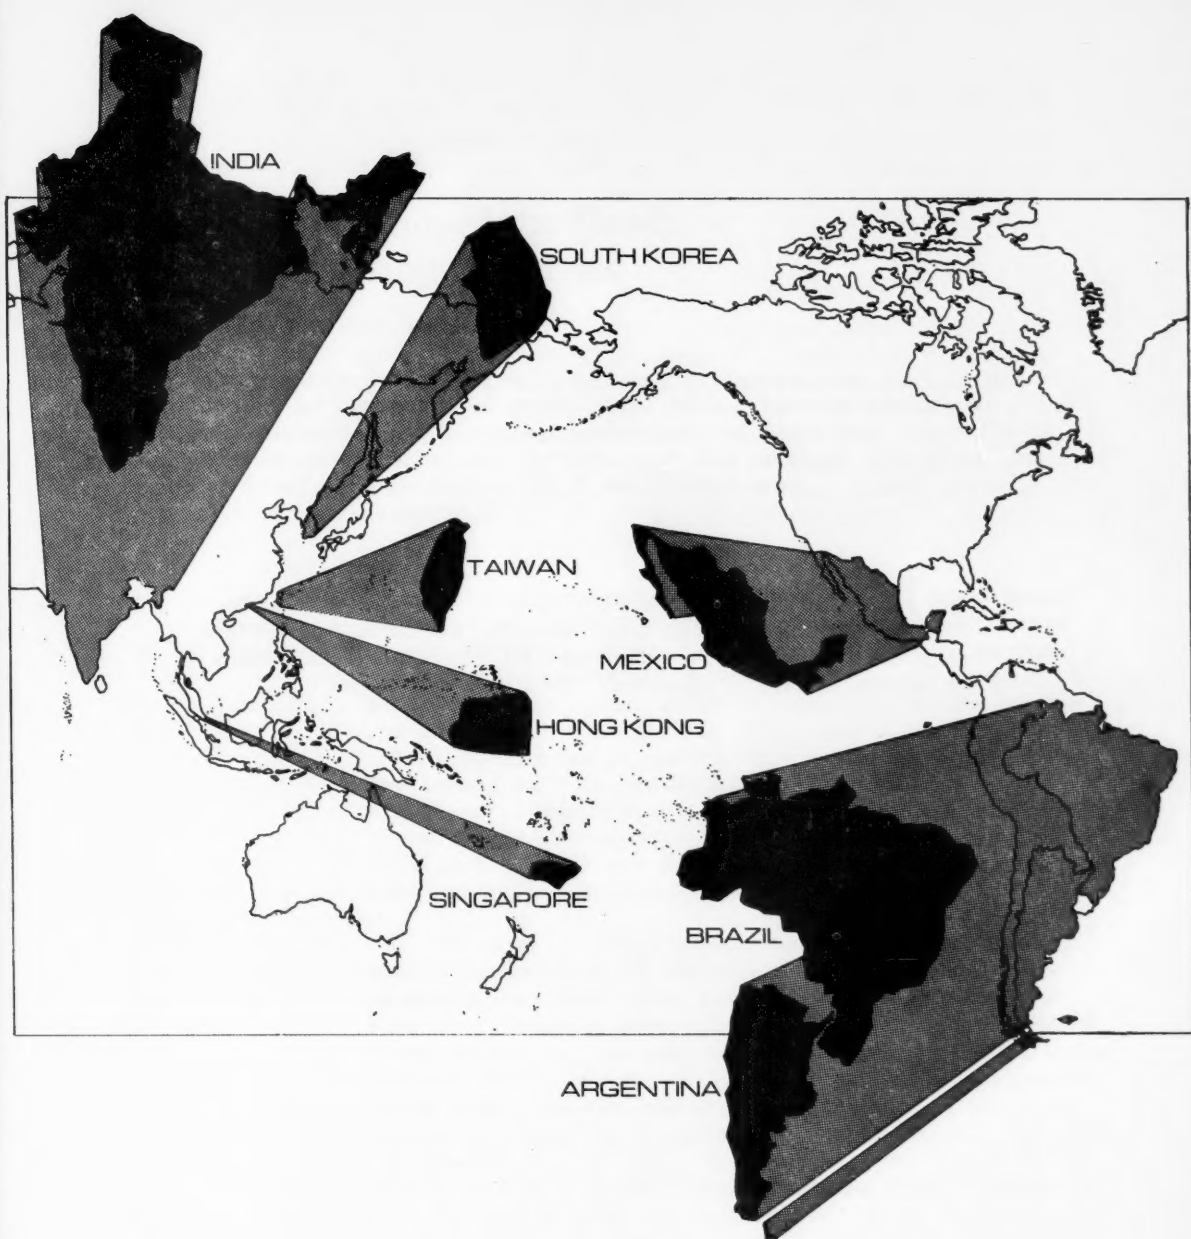 INDIA
SOUTH KOREA
TAIWAN
MEXICO
HONG KONG
SINGAPORE
BRAZIL
ARGENTINA